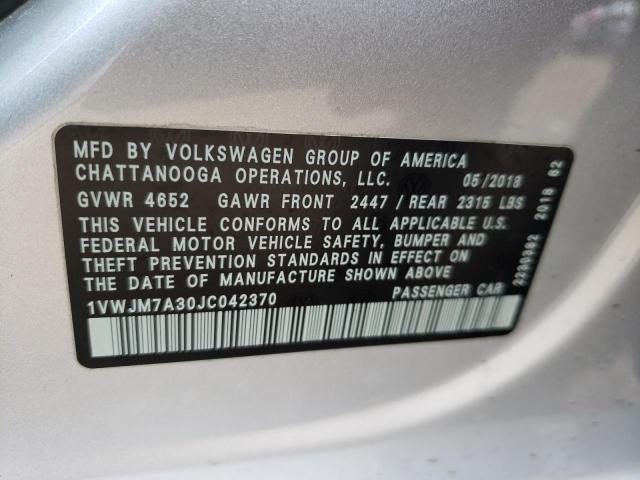 MFD BY VOLKSWAGEN GROUP OF AMERICA
CHATTANOOGA OPERATIONS, LLC. 05/2018
GVWR 4652 GAWR FRONT 2447 / REAR 2315 LBS
THIS VEHICLE CONFORMS TO ALL APPLICABLE U.S.
FEDERAL MOTOR VEHICLE SAFETY, BUMPER AND
THEFT PREVENTION STANDARDS IN EFFECT ON
THE DATE OF MANUFACTURE SHOWN ABOVE
1VWJM7A30JC042370 PASSENGER CAR
2230392 2018 62